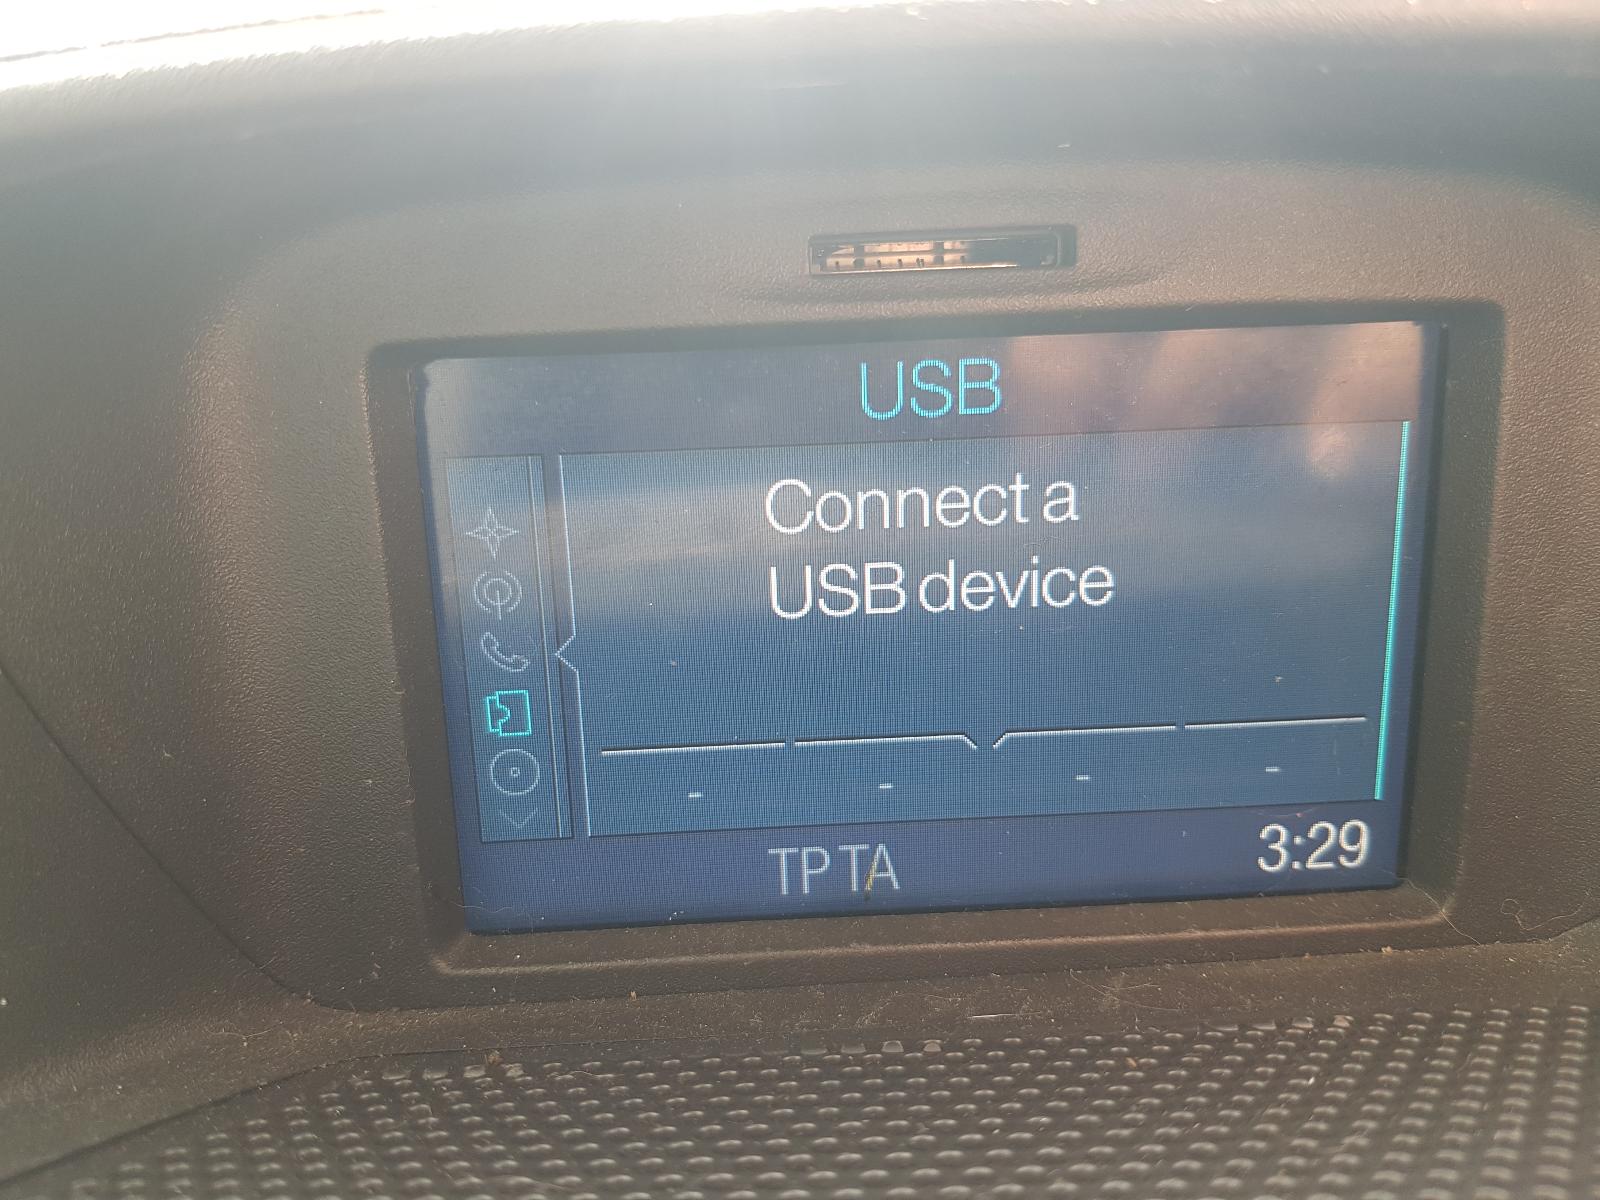 USB
Connect a
USB device
- - - -
TP TA
3:29